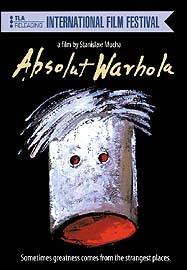 TLA
RELEASING
INTERNATIONAL FILM FESTIVAL
a film by Stanislaw Mucha
Absolut Warhola
Sometimes greatness comes from the strangest places.